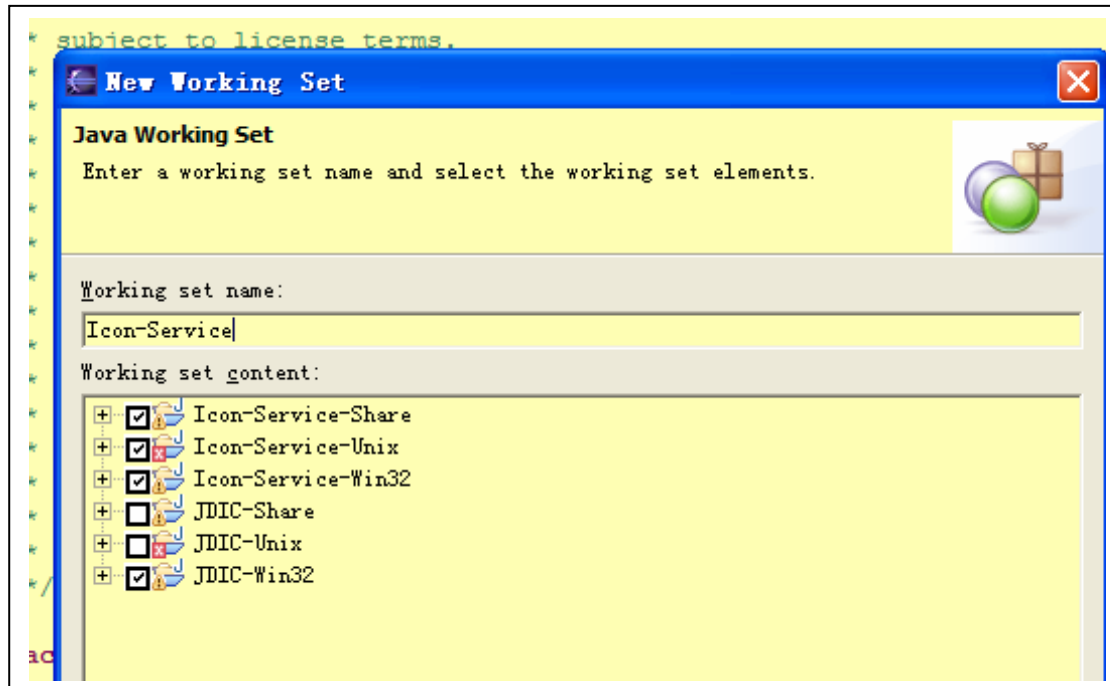 * subject to license terms.
New Working Set
Java Working Set
Enter a working set name and select the working set elements.
Working set name:
Icon-Service
Working set content:
Icon-Service-Share
Icon-Service-Unix
Icon-Service-Win32
JDIC-Share
JDIC-Unix
JDIC-Win32
*/
ac